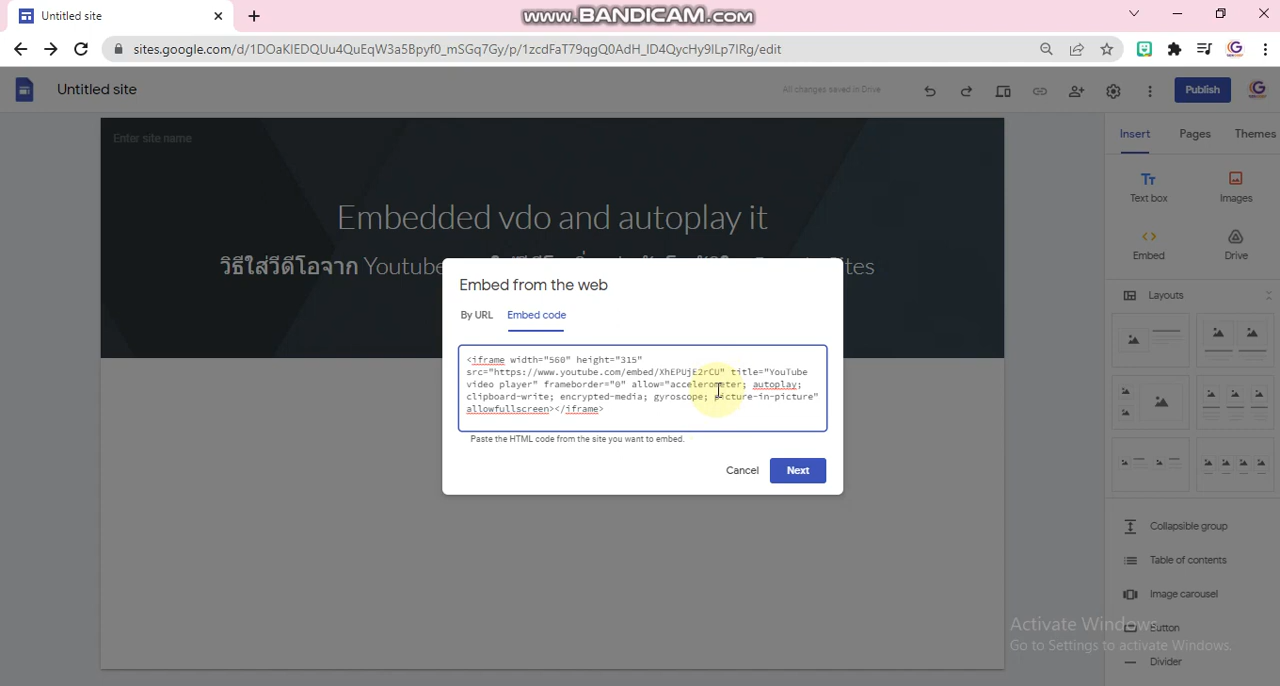 Untitled site
www.BANDICAM.com
sites.google.com/d/1DOaKIEDQUu4QuEqW3a5Bpyf0_mSGq7Gy/p/1zcdFaT79qgQ0AdH_ID4QycHy9ILp7IRg/edit
Untitled site
All changes saved in Drive
Publish
Enter site name
Insert
Pages
Themes
Embedded vdo and autoplay it
วิธีใส่วีดีโอจาก Youtube
tes
Text box
Images
Embed
Drive
Layouts
Embed from the web
By URL
Embed code
<iframe width="560" height="315"
src="https://www.youtube.com/embed/XhEPUjE2rCU" title="YouTube
video player" frameborder="0" allow="accelerometer; autoplay;
clipboard-write; encrypted-media; gyroscope; picture-in-picture"
allowfullscreen></iframe>
Paste the HTML code from the site you want to embed.
Cancel
Next
Collapsible group
Table of contents
Image carousel
Button
Divider
Activate Windows
Go to Settings to activate Windows.